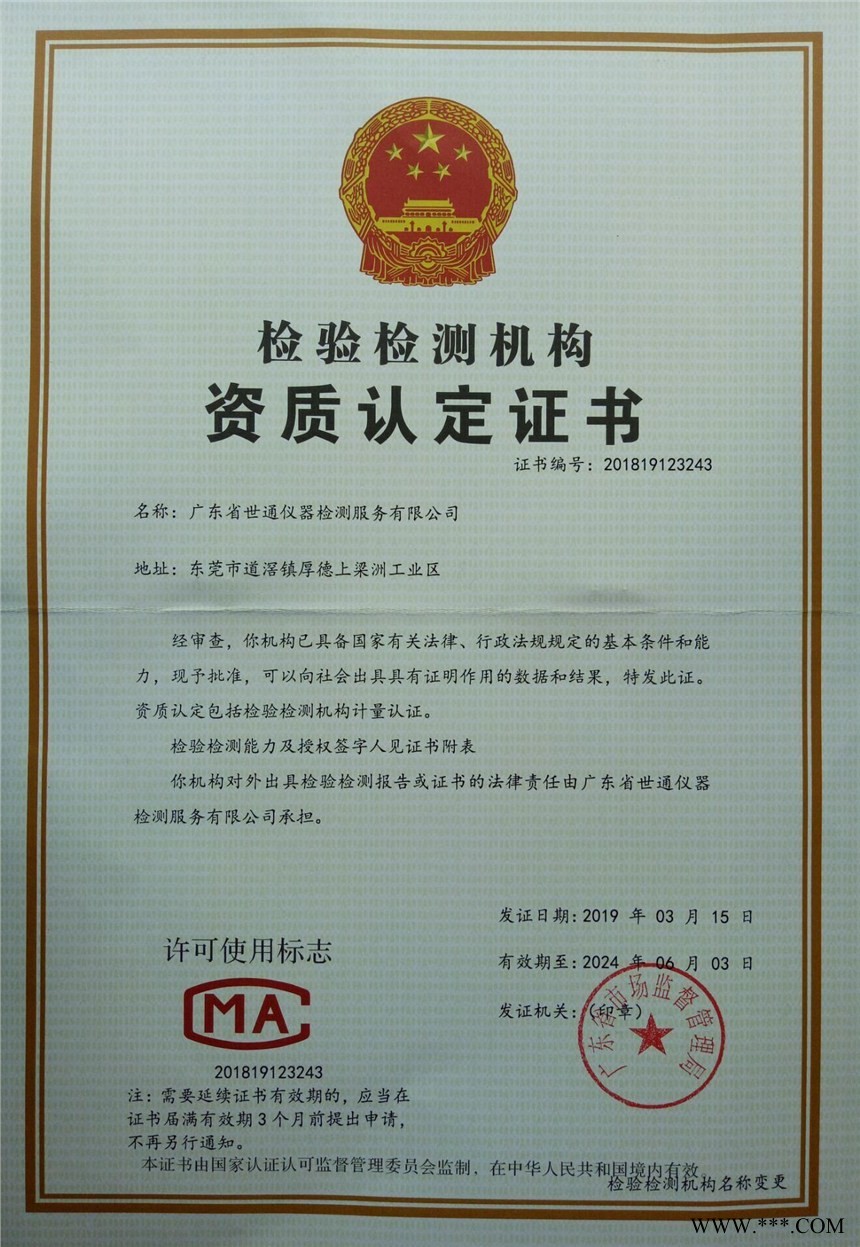 检验检测机构
资质认定证书
证书编号：201819123243
名称：广东省世通仪器检测服务有限公司
地址：东莞市道滘镇厚德上梁洲工业区
经审查，你机构已具备国家有关法律、行政法规规定的基本条件和能
力，现予批准，可以向社会出具具有证明作用的数据和结果，特发此证。
资质认定包括检验检测机构计量认证。
检验检测能力及授权签字人见证书附表
你机构对外出具检验检测报告或证书的法律责任由广东省世通仪器
检测服务有限公司承担。
发证日期:2019 年 03 月 15 日
许可使用标志
有效期至:2024 年 06 月 03 日
MA
发证机关:（印章）
广东省市场监督管理局
201819123243
注：需要延续证书有效期的，应当在
证书届满有效期3个月前提出申请，
不再另行通知。
本证书由国家认证认可监督管理委员会监制，在中华人民共和国境内有效。
检验检测机构名称变更
WWW.***.COM